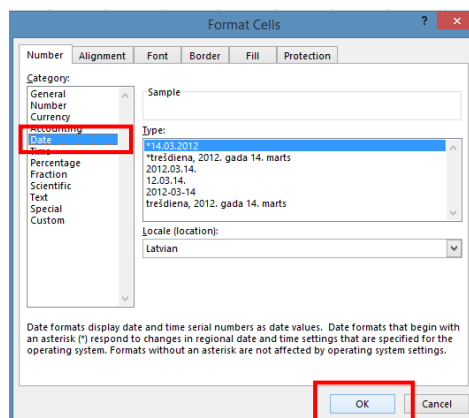 Format Cells
? ×
Number Alignment Font Border Fill Protection
Category:
General
Number
Currency
Accounting
Date
Time
Percentage
Fraction
Scientific
Text
Special
Custom
Sample
Type:
*14.03.2012
*trešdiena, 2012. gada 14. marts
2012.03.14.
12.03.14.
2012-03-14
trešdiena, 2012. gada 14. marts
Locale (location):
Latvian
Date formats display date and time serial numbers as date values. Date formats that begin with
an asterisk (*) respond to changes in regional date and time settings that are specified for the
operating system. Formats without an asterisk are not affected by operating system settings.
OK Cancel